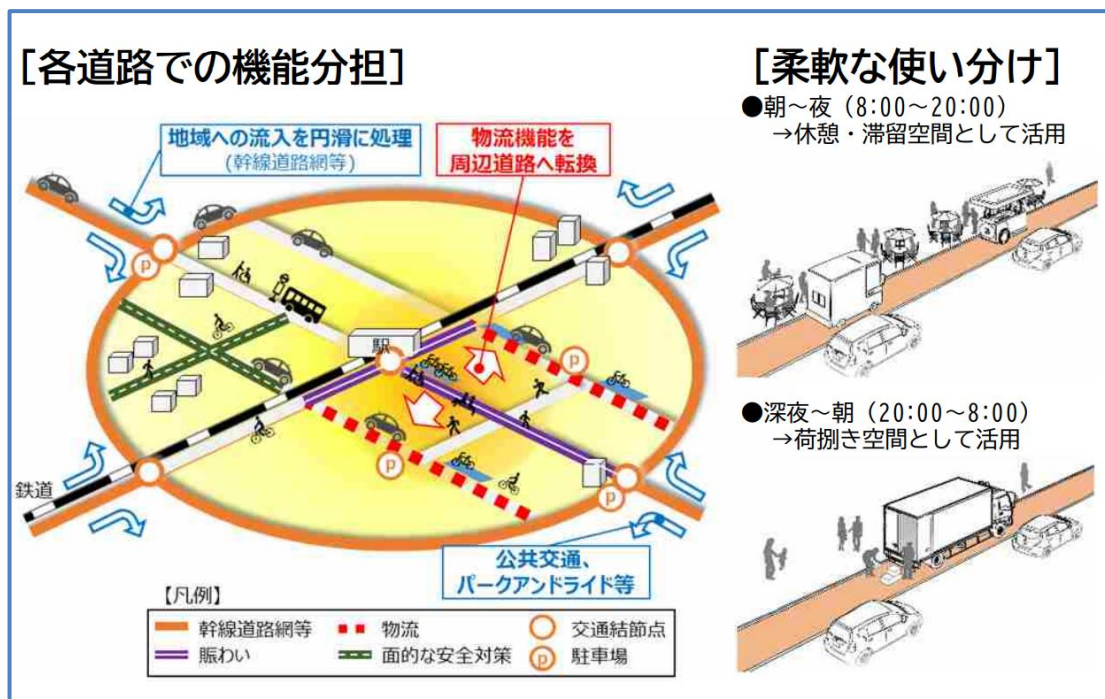 [各道路での機能分担]
地域への流入を円滑に処理
(幹線道路網等)
物流機能を
周辺道路へ転換
P
駅
P
P
P
鉄道
公共交通、
パークアンドライド等
【凡例】
幹線道路網等
物流
交通結節点
賑わい
面的な安全対策
P
駐車場
[柔軟な使い分け]
●朝～夜（8:00～20:00）
→休憩・滞留空間として活用
●深夜～朝（20:00～8:00）
→荷捌き空間として活用